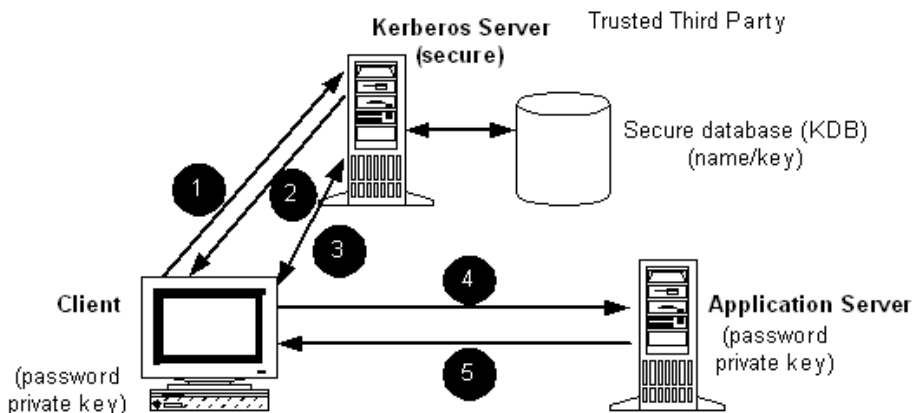 Kerberos Server
(secure)
Trusted Third Party
Secure database (KDB)
(name/key)
1
2
3
4
5
Client
(password
private key)
Application Server
(password
private key)